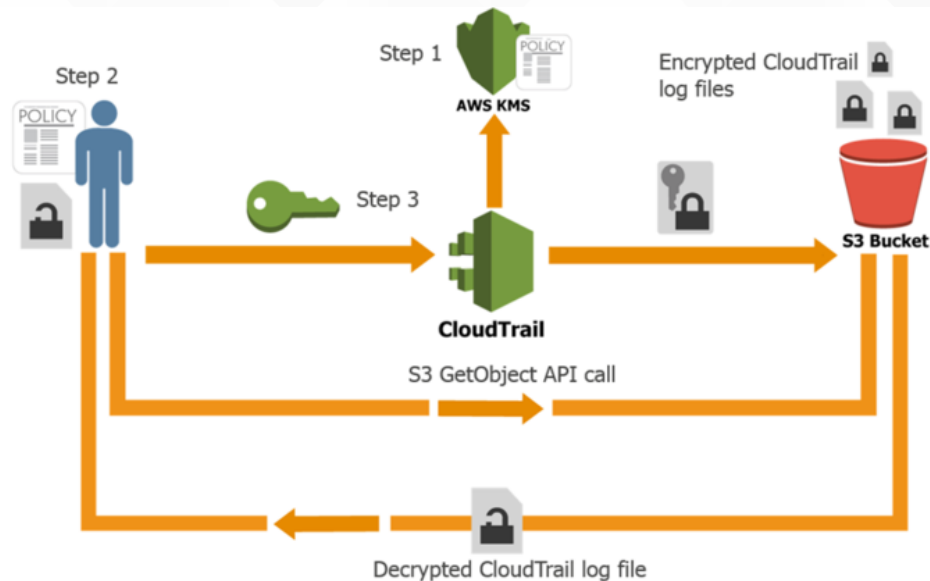 Step 1
POLICY
AWS KMS
Step 2
POLICY
Encrypted CloudTrail
log files
Step 3
S3 Bucket
CloudTrail
S3 GetObject API call
Decrypted CloudTrail log file